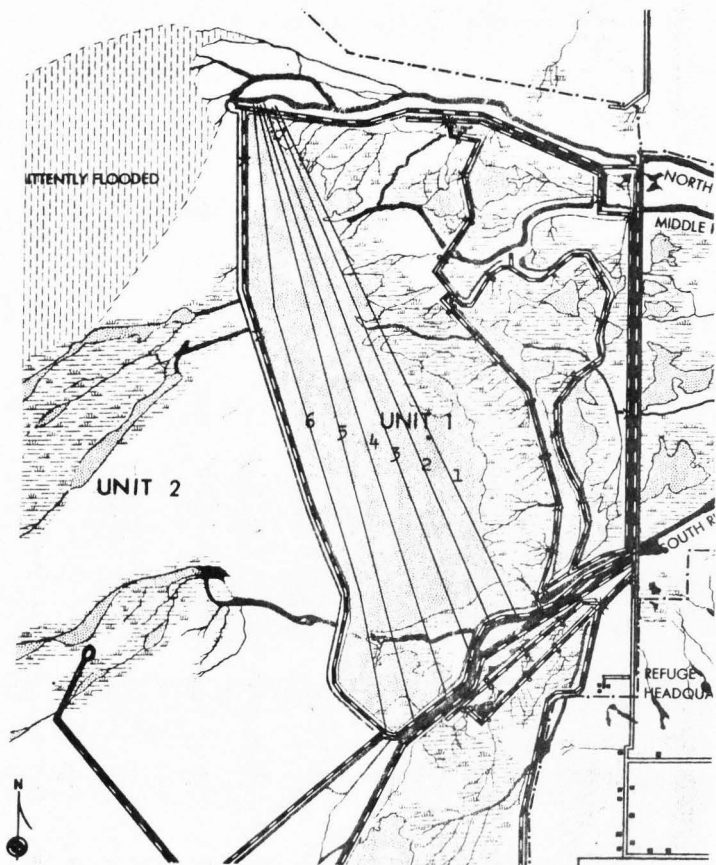 NORTH
MIDDLE
ITTENTLY FLOODED
UNIT 1
6
5
4
3
2
1
UNIT 2
SOUTH
REFUGE
HEADQUA
N